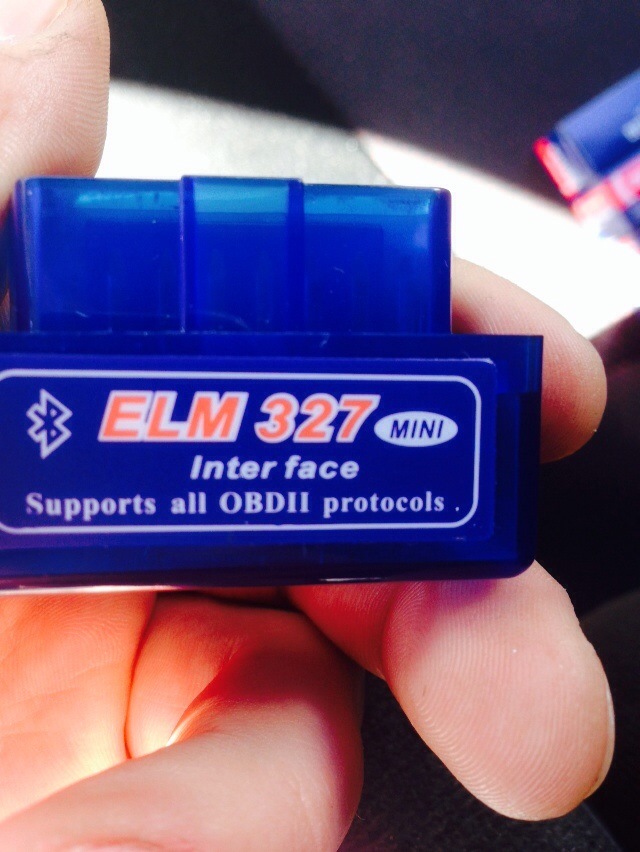 ELM 327 MINI
Inter face
Supports all OBDII protocols .